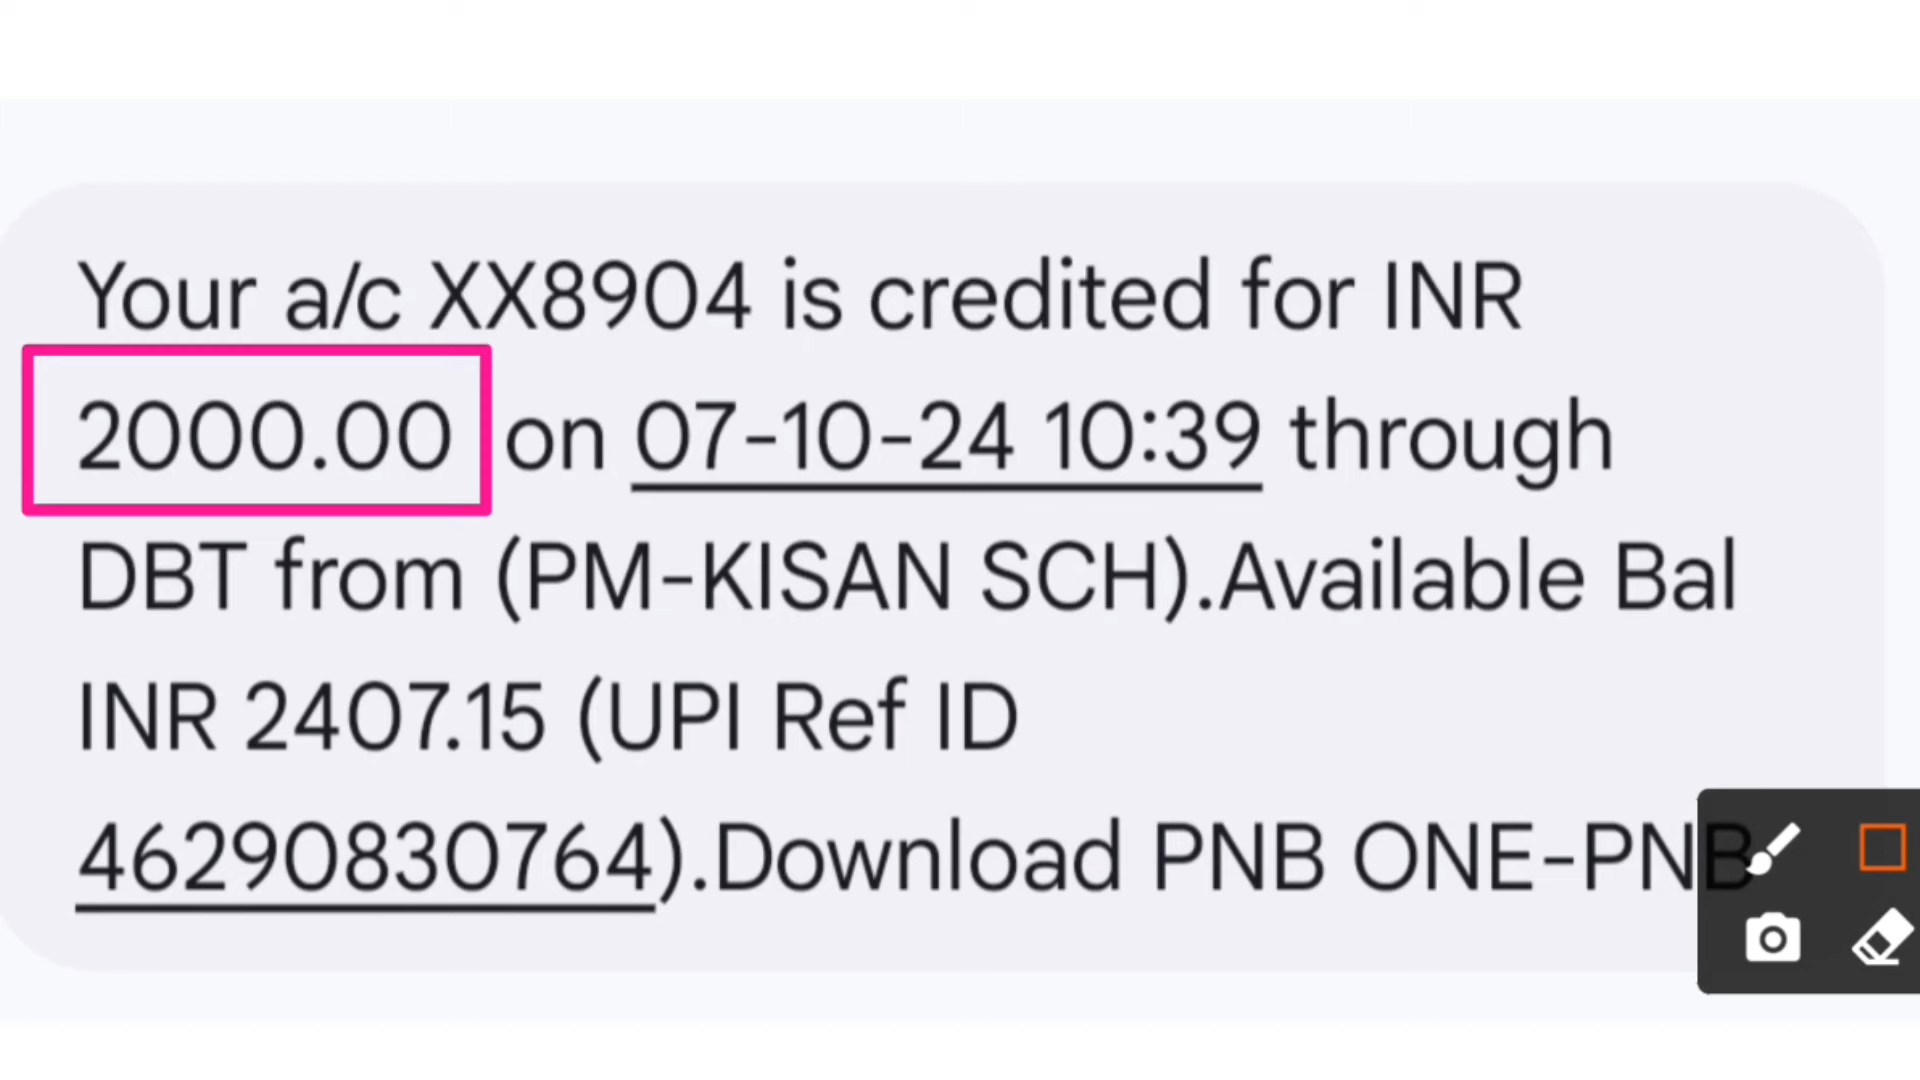 Your a/c XX8904 is credited for INR
2000.00 on 07-10-24 10:39 through
DBT from (PM-KISAN SCH).Available Bal
INR 2407.15 (UPI Ref ID
46290830764).Download PNB ONE-PNB